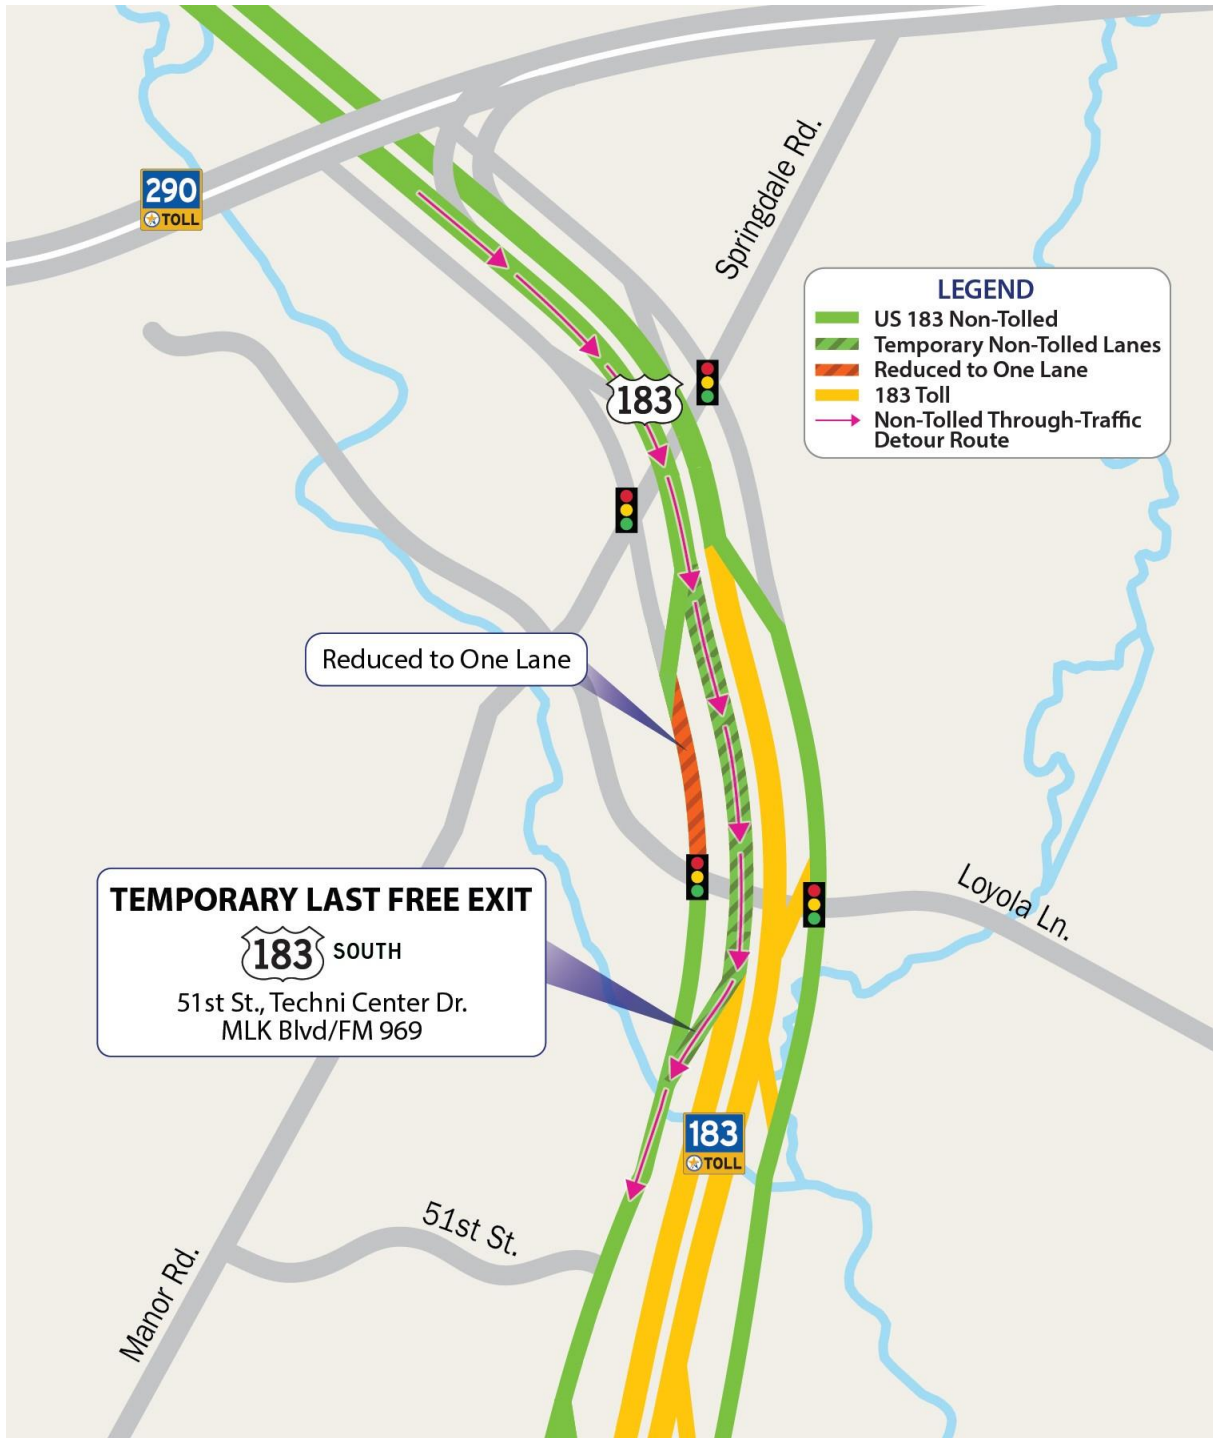 290
TOLL
Springdale Rd.
LEGEND
US 183 Non-Tolled
Temporary Non-Tolled Lanes
Reduced to One Lane
183 Toll
Non-Tolled Through-Traffic
Detour Route
183
Reduced to One Lane
TEMPORARY LAST FREE EXIT
183 SOUTH
51st St., Techni Center Dr.
MLK Blvd/FM 969
Loyola Ln.
183
TOLL
51st St.
Manor Rd.